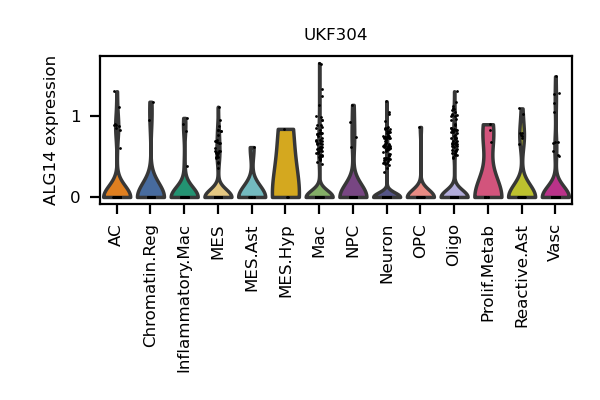 UKF304
ALG14 expression
1
0
AC
Chromatin.Reg
Inflammatory.Mac
MES
MES.Ast
MES.Hyp
Mac
NPC
Neuron
OPC
Oligo
Prolif.Metab
Reactive.Ast
Vasc